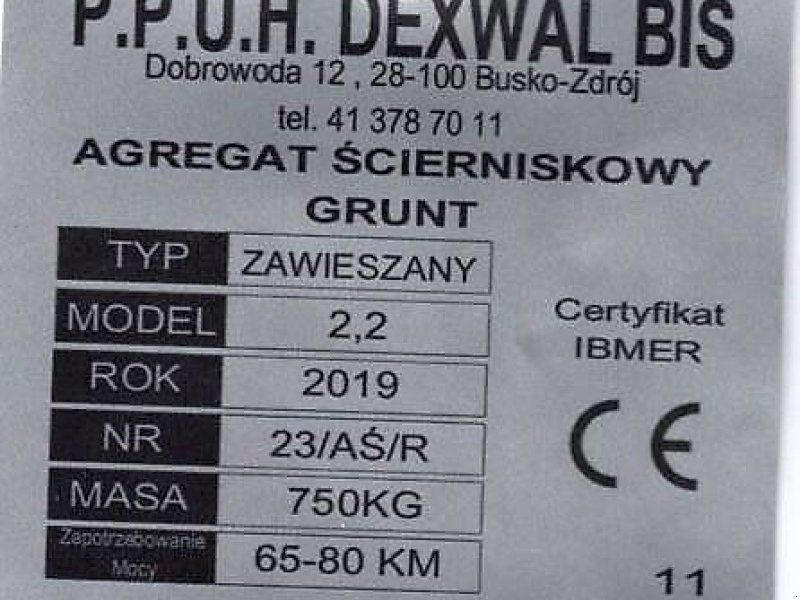 P.P.U.H. DEXWAL BIS
Dobrowoda 12 , 28-100 Busko-Zdrój
tel. 41 378 70 11
AGREGAT ŚCIERNISKOWY
GRUNT
TYP ZAWIESZANY
MODEL 2,2
ROK 2019
NR 23/AŚ/R
MASA 750KG
Zapotrzebowanie Mocy 65-80 KM
Certyfikat
IBMER
CE
11